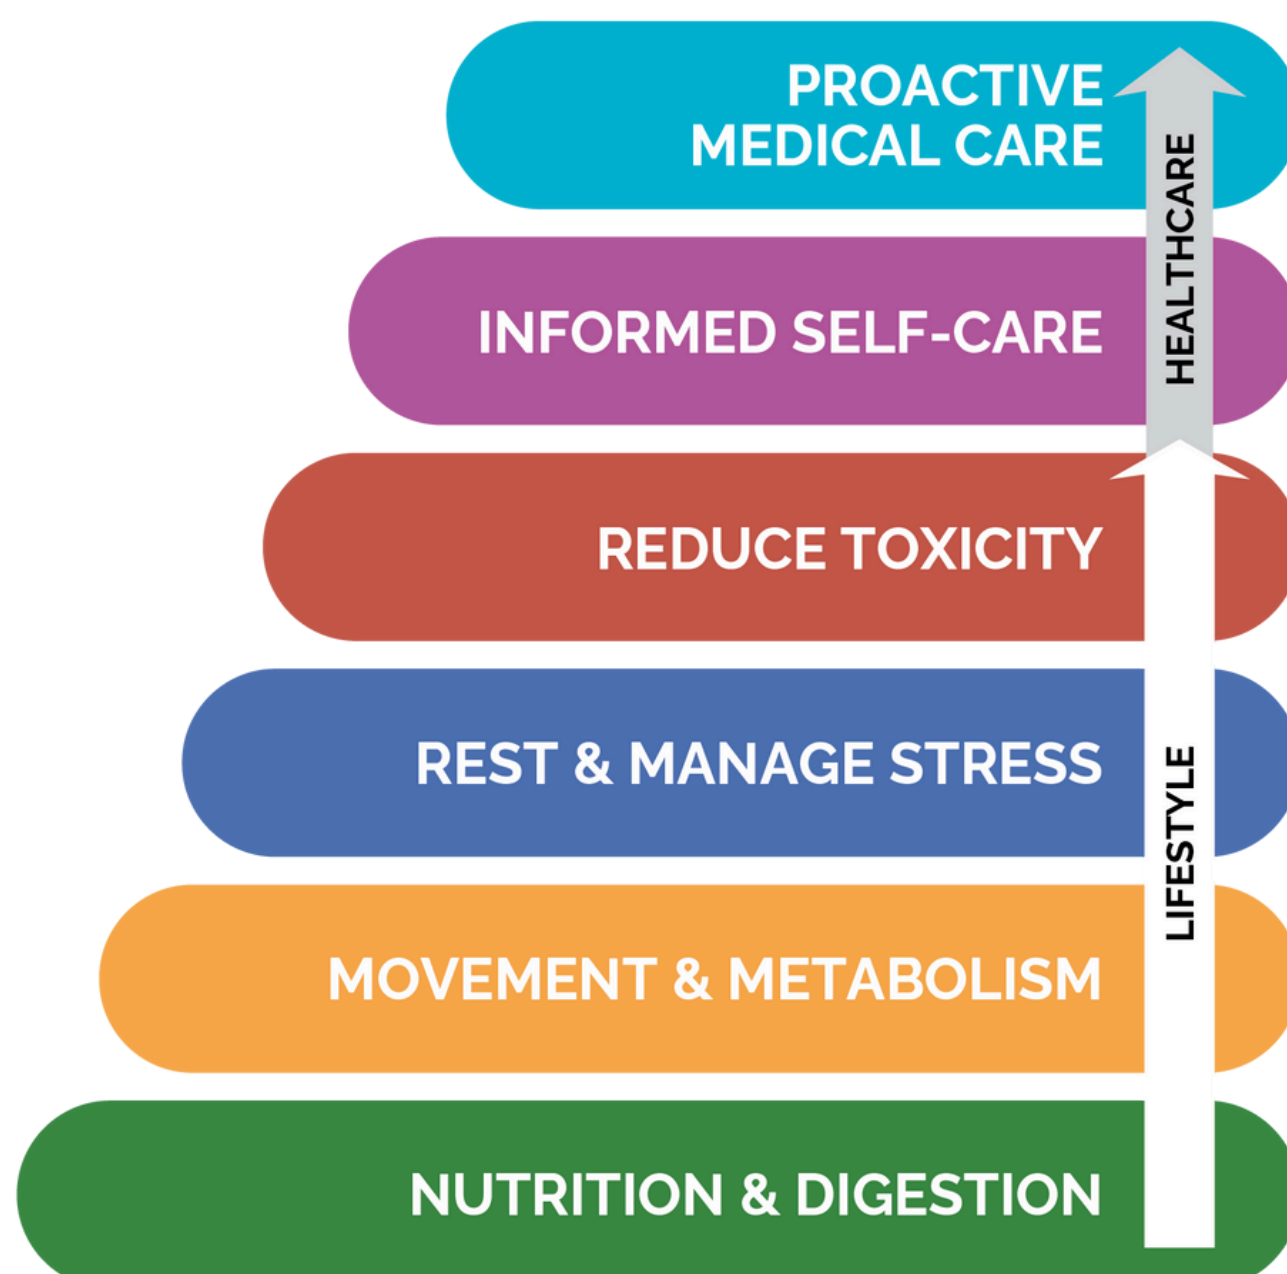 PROACTIVE
MEDICAL CARE
HEALTHCARE
INFORMED SELF-CARE
REDUCE TOXICITY
REST & MANAGE STRESS
LIFESTYLE
MOVEMENT & METABOLISM
NUTRITION & DIGESTION